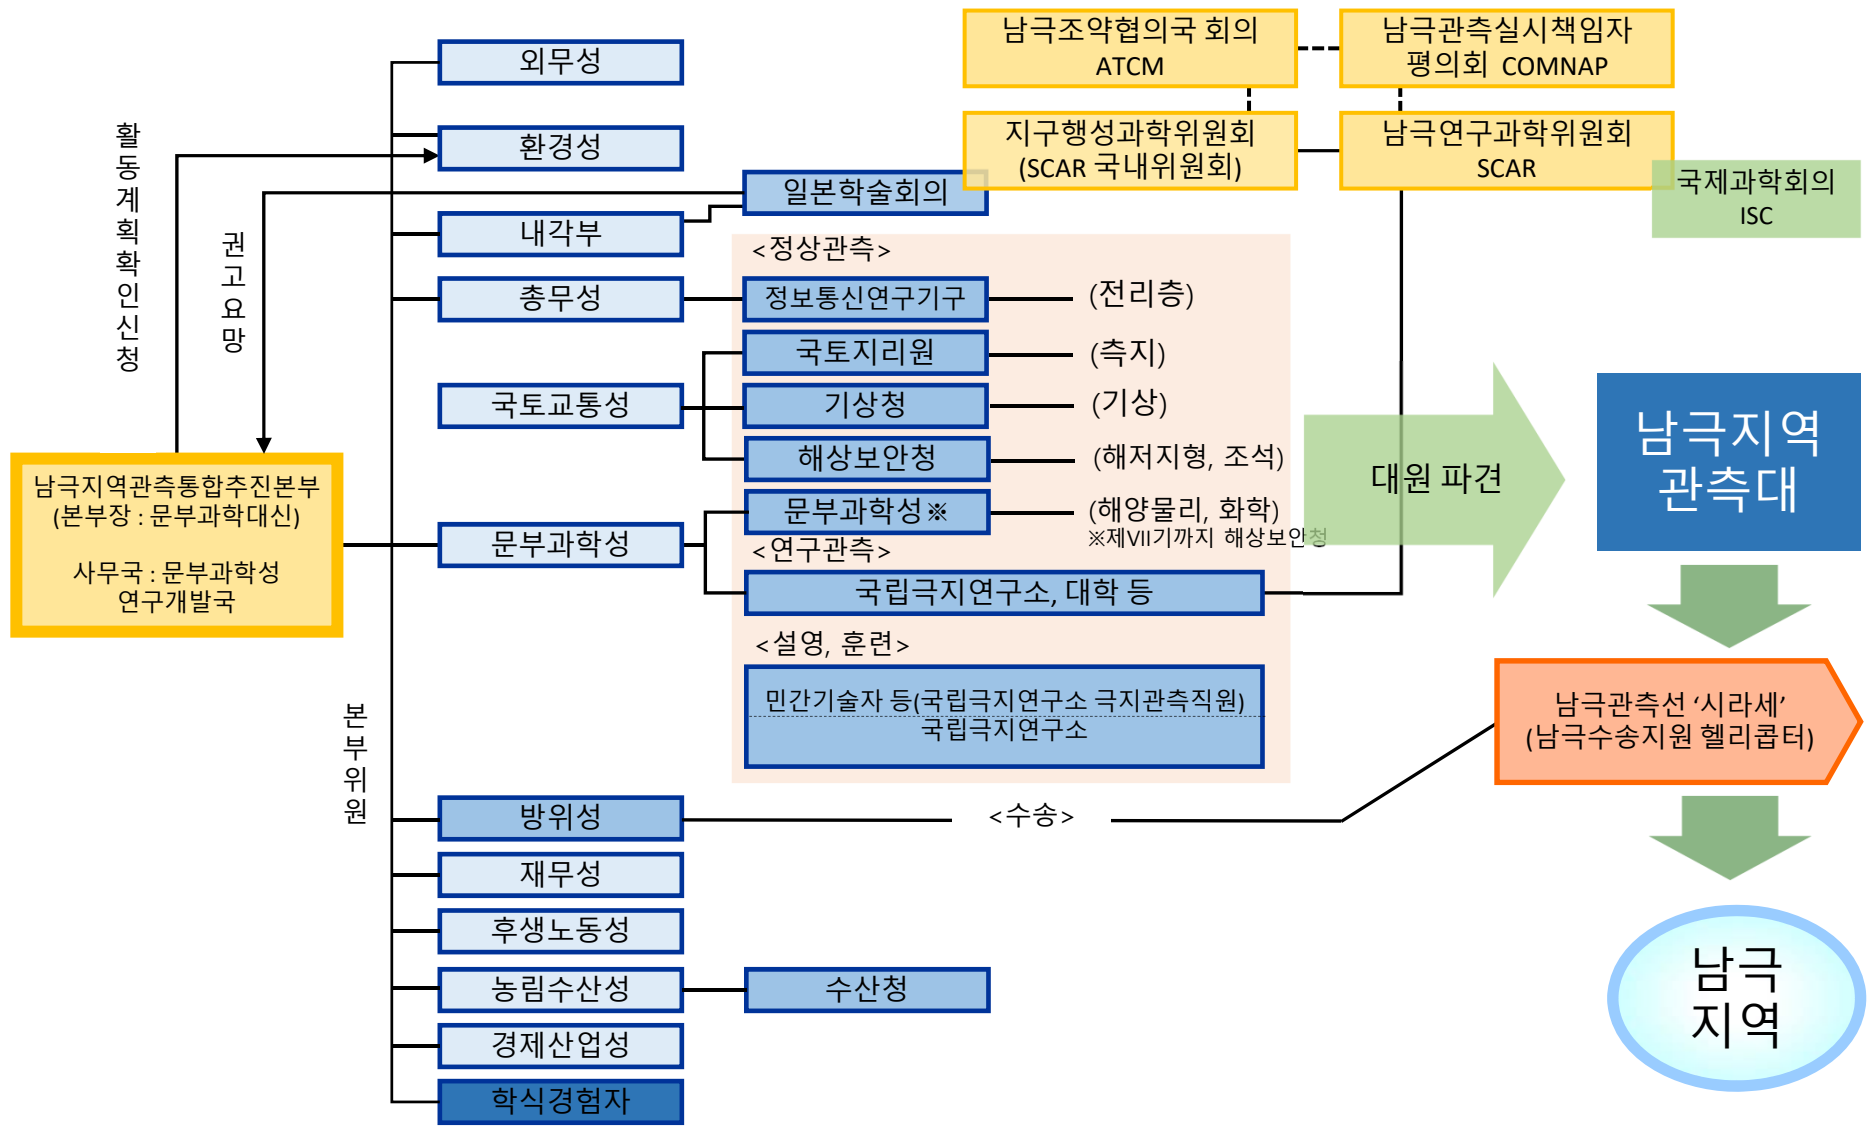 남극조약협의국 회의
ATCM
남극관측실시책임자
평의회 COMNAP
지구행성과학위원회
(SCAR 국내위원회)
남극연구과학위원회
SCAR
국제과학회의
ISC
외무성
환경성
일본학술회의
내각부
총무성
국토교통성
문부과학성
활동계획확인신청
권고요망
남극지역관측통합추진본부
(본부장 : 문부과학대신)
사무국 : 문부과학성
연구개발국
본부위원
<정상관측>
정보통신연구기구
(전리층)
국토지리원
(측지)
기상청
(기상)
해상보안청
(해저지형, 조석)
문부과학성※
(해양물리, 화학)
※제VII기까지 해상보안청
<연구관측>
국립극지연구소, 대학 등
<설영, 훈련>
민간기술자 등(국립극지연구소 극지관측직원)
국립극지연구소
대원 파견
남극지역
관측대
남극관측선 ‘시라세’
(남극수송지원 헬리콥터)
남극
지역
방위성
<수송>
재무성
후생노동성
농림수산성
수산청
경제산업성
학식경험자